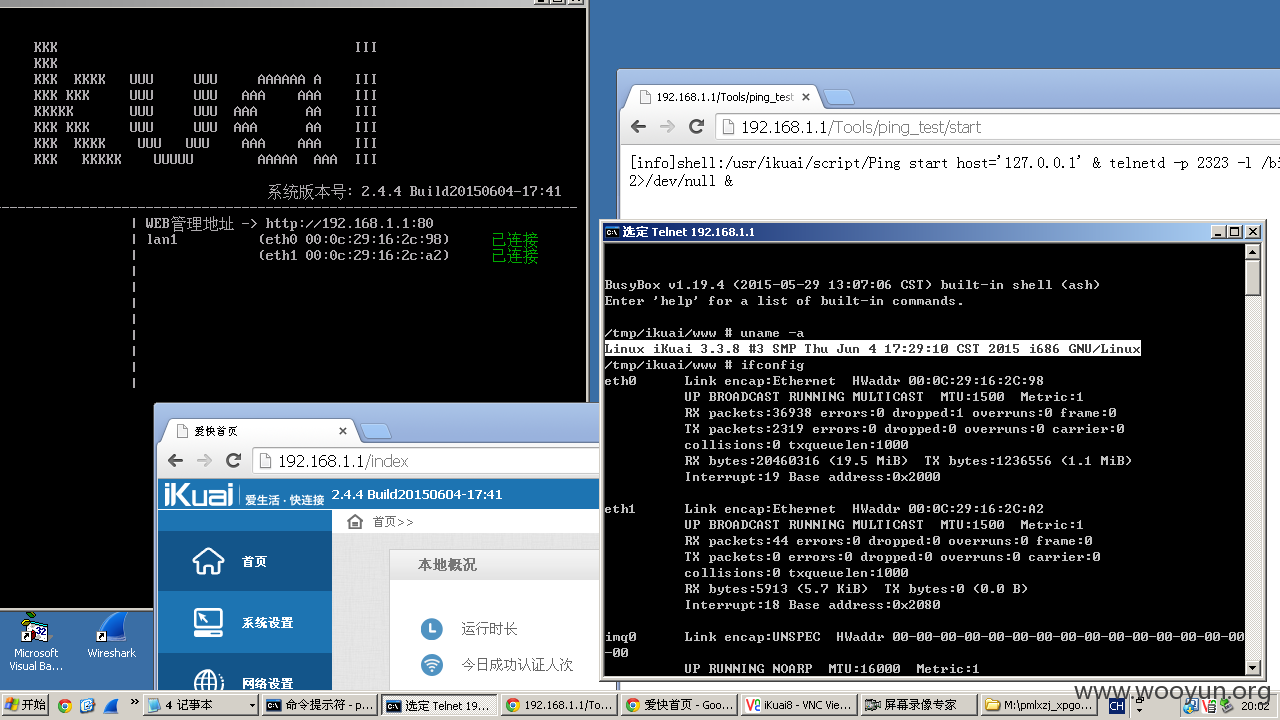 KKK III
KKK
KKK KKKK UUU UUU AAAAAA A III
KKK KKK UUU UUU AAA AAA III
KKKKK UUU UUU AAA AA III
KKK KKK UUU UUU AAA AA III
KKK KKKK UUU UUU AAA AAA III
KKK KKKKK UUUUU AAAAA AAA III
系统版本号: 2.4.4 Build20150604-17:41
WEB管理地址 -> http://192.168.1.1:80
lan1 (eth0 00:0c:29:16:2c:98) 已连接
(eth1 00:0c:29:16:2c:a2) 已连接
192.168.1.1/Tools/ping_test
192.168.1.1/Tools/ping_test/start
[info]shell:/usr/ikuai/script/Ping start host='127.0.0.1' & telnetd -p 2323 -l /b
2>/dev/null &
选定 Telnet 192.168.1.1
BusyBox v1.19.4 (2015-05-29 13:07:06 CST) built-in shell (ash)
Enter 'help' for a list of built-in commands.
/tmp/ikuai/www # uname -a
Linux iKuai 3.3.8 #3 SMP Thu Jun 4 17:29:10 CST 2015 i686 GNU/Linux
/tmp/ikuai/www # ifconfig
eth0 Link encap:Ethernet HWaddr 00:0C:29:16:2C:98
UP BROADCAST RUNNING MULTICAST MTU:1500 Metric:1
RX packets:36938 errors:0 dropped:1 overruns:0 frame:0
TX packets:2319 errors:0 dropped:0 overruns:0 carrier:0
collisions:0 txqueuelen:1000
RX bytes:20460316 (19.5 MiB) TX bytes:1236556 (1.1 MiB)
Interrupt:19 Base address:0x2000
eth1 Link encap:Ethernet HWaddr 00:0C:29:16:2C:A2
UP BROADCAST RUNNING MULTICAST MTU:1500 Metric:1
RX packets:44 errors:0 dropped:0 overruns:0 frame:0
TX packets:0 errors:0 dropped:0 overruns:0 carrier:0
collisions:0 txqueuelen:1000
RX bytes:5913 (5.7 KiB) TX bytes:0 (0.0 B)
Interrupt:18 Base address:0x2080
imq0 Link encap:UNSPEC HWaddr 00-00-00-00-00-00-00-00-00-00-00-00-00-00-00
-00
UP RUNNING NOARP MTU:16000 Metric:1
爱快首页
192.168.1.1/index
iKuai 爱生活·快连接 2.4.4 Build20150604-17:41
首页>>
首页
本地概况
系统设置
运行时长
今日成功认证人次
网络设置
Microsoft
Visual Ba...
Wireshark
www.wooyun.org
开始
4 记事本
命令提示符 - p...
选定 Telnet 19...
192.168.1.1/To...
爱快首页 - Goo...
iKuai8 - VNC Vie...
屏幕录像专家
M:\pmlxzj_xpgo...
CH
20:02